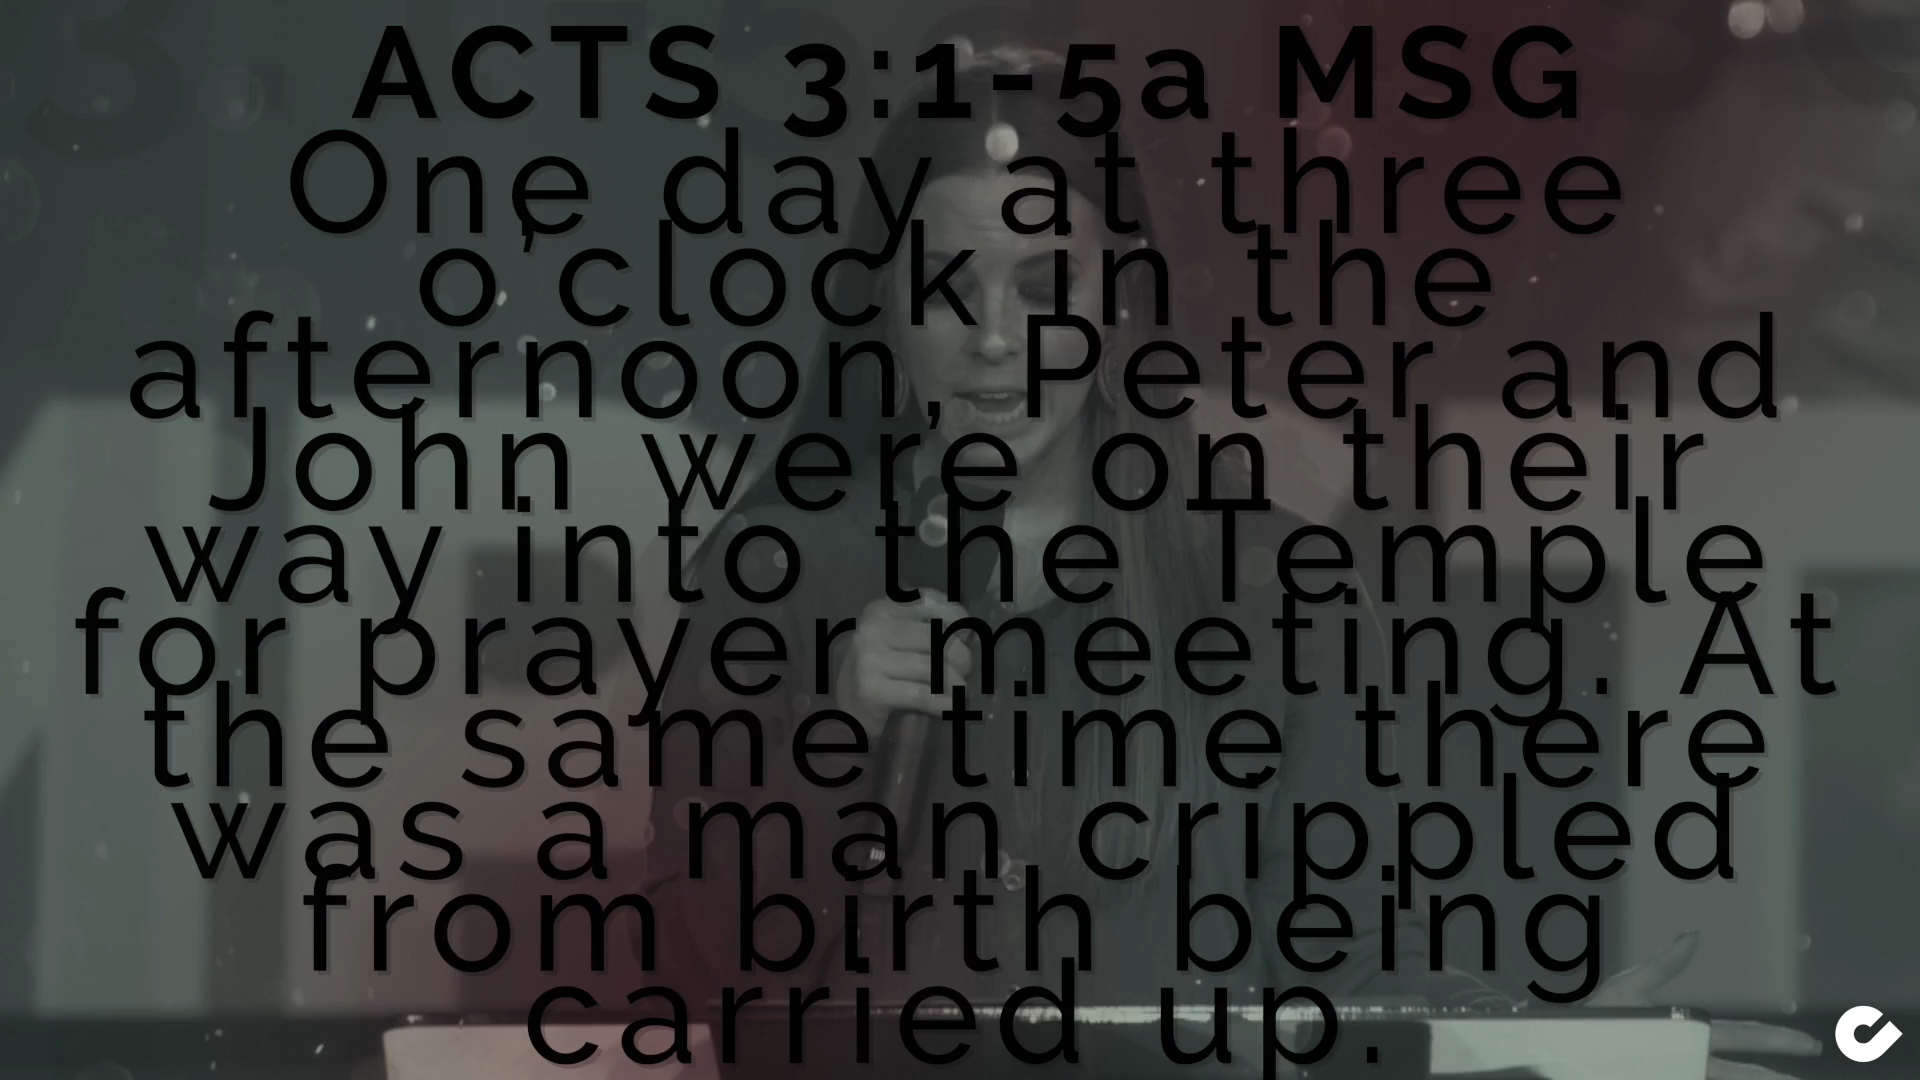 ACTS 3:1-5a MSG
One day at three
o'clock in the
afternoon, Peter and
John were on their
way into the Temple
for prayer meeting. At
the same time there
was a man crippled
from birth being
carried up.